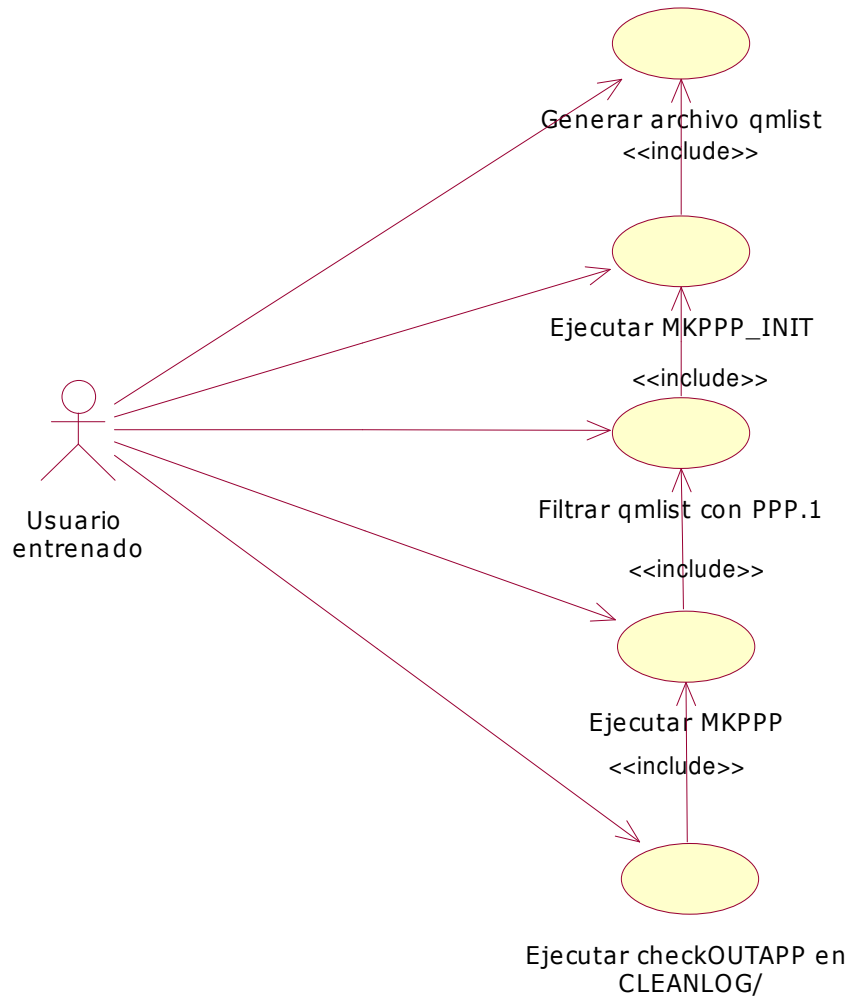 Generar archivo qmlist
<<include>>
Ejecutar MKPPP_INIT
<<include>>
Filtrar qmlist con PPP.1
Usuario
entrenado
<<include>>
Ejecutar MKPPP
<<include>>
Ejecutar checkOUTAPP en
CLEANLOG/